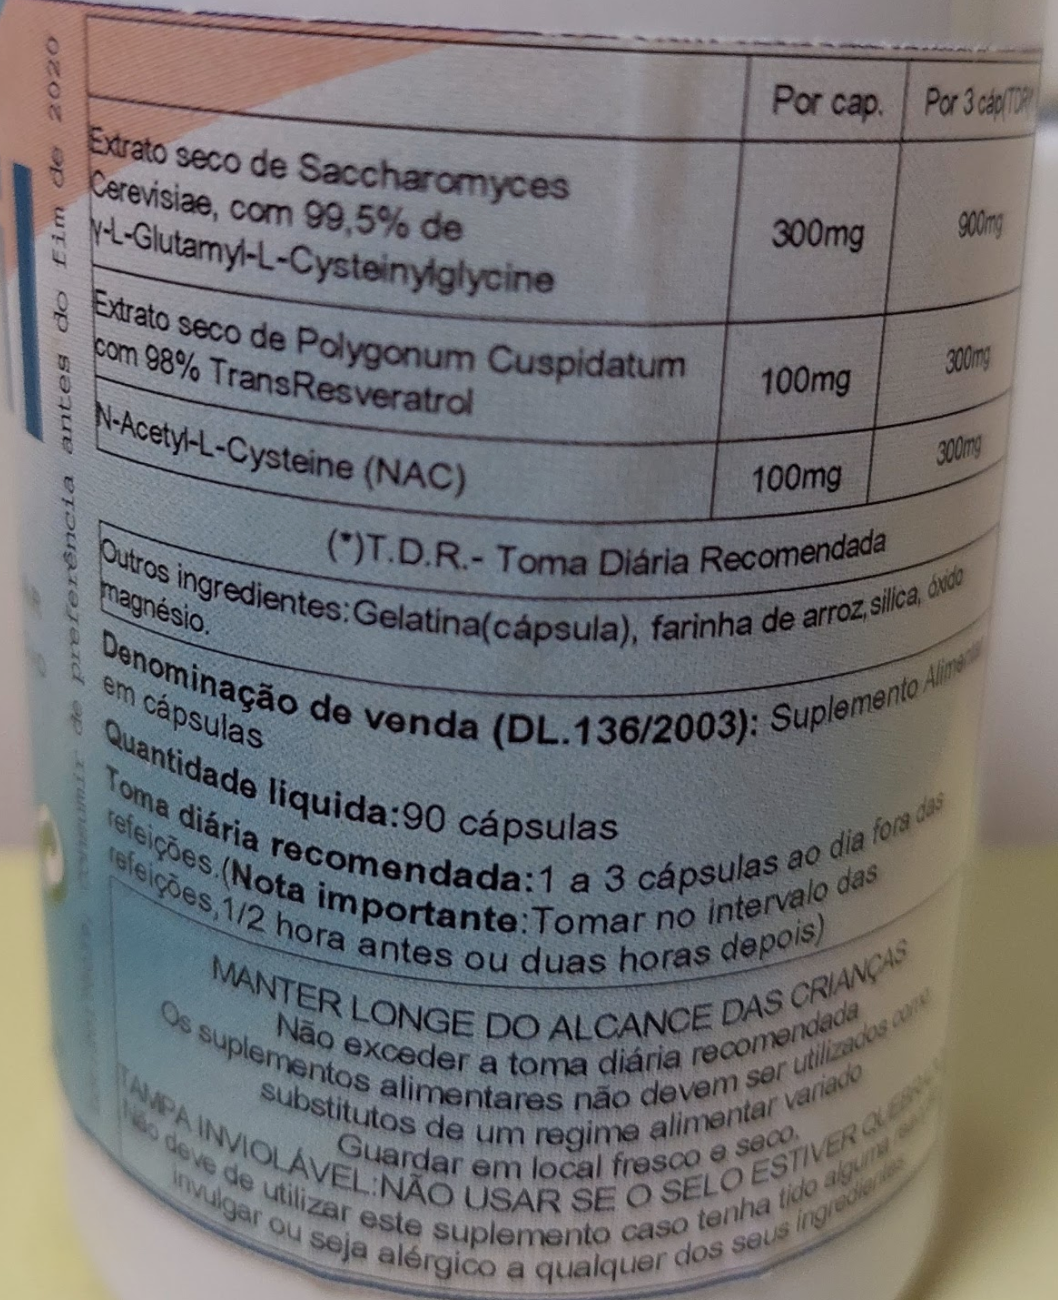 Por cap. Por 3 cáp(TDR)*
Extrato seco de Saccharomyces
Cerevisiae, com 99,5% de
γ-L-Glutamyl-L-Cysteinylglycine
300mg 900mg
Extrato seco de Polygonum Cuspidatum
com 98% TransResveratrol
100mg 300mg
N-Acetyl-L-Cysteine (NAC)
100mg 300mg
(*)T.D.R.- Toma Diária Recomendada
Outros ingredientes:Gelatina(cápsula), farinha de arroz,silica, óxido
magnésio.
Denominação de venda (DL.136/2003): Suplemento Alimentar
em cápsulas
Quantidade liquida:90 cápsulas
Toma diária recomendada:1 a 3 cápsulas ao dia fora das
refeições.(Nota importante:Tomar no intervalo das
refeições,1/2 hora antes ou duas horas depois)
MANTER LONGE DO ALCANCE DAS CRIANÇAS
Não exceder a toma diária recomendada
Os suplementos alimentares não devem ser utilizados como
substitutos de um regime alimentar variado
Guardar em local fresco e seco.
TAMPA INVIOLÁVEL:NÃO USAR SE O SELO ESTIVER QUEBRADO
Não deve de utilizar este suplemento caso tenha tido alguma
invulgar ou seja alérgico a qualquer dos seus ingredientes
consumir de preferência antes do fim de 2020